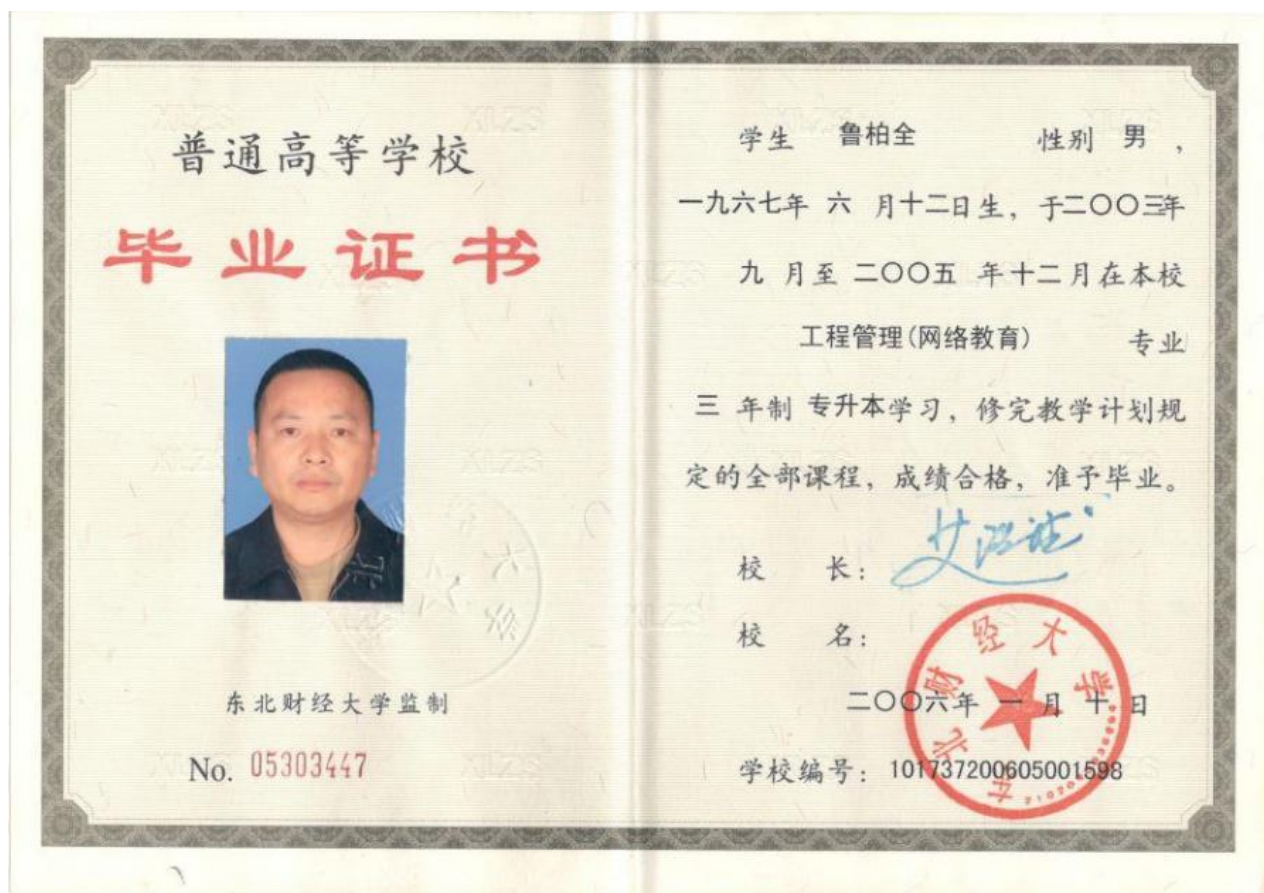 普通高等学校
毕业证书
东北财经大学监制
No. 05303447
学生 鲁柏全 性别 男，
一九六七年 六 月十二日生，于二〇〇三年
九 月至 二〇〇五 年十二月在本校
工程管理(网络教育) 专业
三 年制 专升本学习，修完教学计划规
定的全部课程，成绩合格，准予毕业。
校 长：
校 名：
东北财经大学
二〇〇六年 一 月 十 日
学校编号：101737200605001598